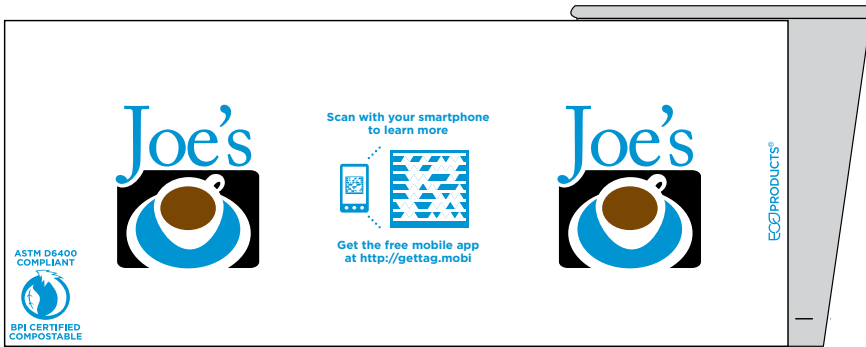 Joe's
Scan with your smartphone
to learn more
Get the free mobile app
at http://gettag.mobi
Joe's
ECOPRODUCTS®
ASTM D6400
COMPLIANT
BPI CERTIFIED
COMPOSTABLE